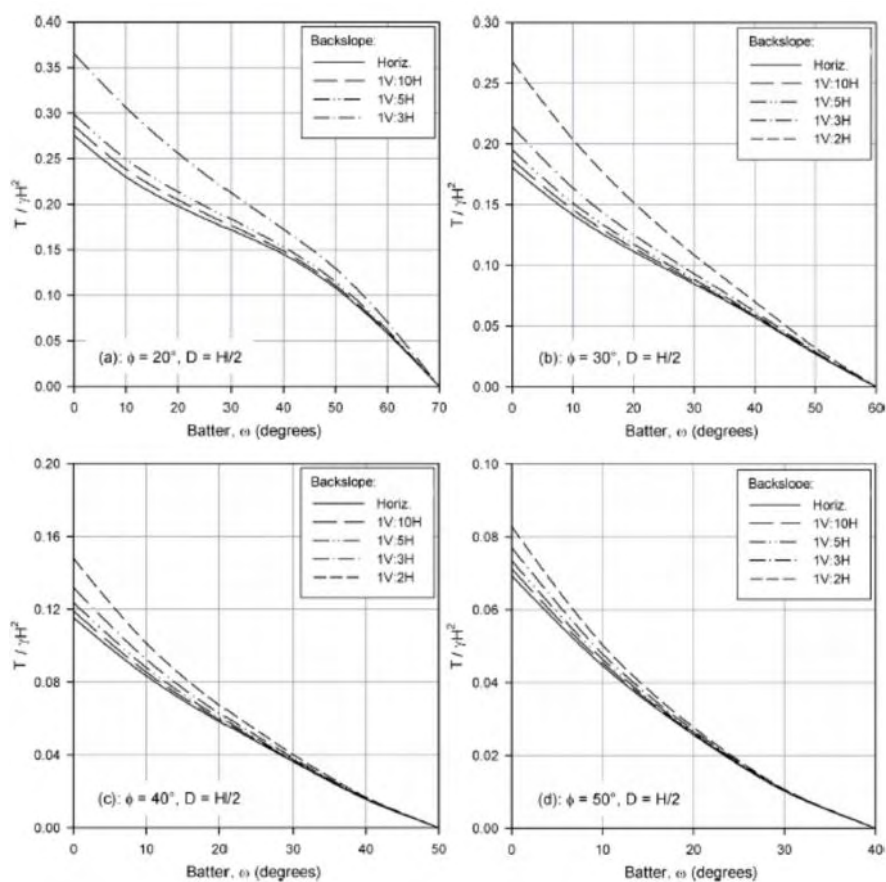 0.40
0.35
0.30
0.25
0.20
0.15
0.10
0.05
0.00
T / γH²
Backslope:
Horiz.
1V:10H
1V:5H
1V:3H
(a): ϕ = 20°, D = H/2
0 10 20 30 40 50 60 70
Batter, ω (degrees)
0.30
0.25
0.20
0.15
0.10
0.05
0.00
T / γH²
Backslope:
Horiz.
1V:10H
1V:5H
1V:3H
1V:2H
(b): ϕ = 30°, D = H/2
0 10 20 30 40 50 60
Batter, ω (degrees)
0.20
0.16
0.12
0.08
0.04
0.00
T / γH²
Backslope:
Horiz.
1V:10H
1V:5H
1V:3H
1V:2H
(c): ϕ = 40°, D = H/2
0 10 20 30 40 50
Batter, ω (degrees)
0.10
0.08
0.06
0.04
0.02
0.00
T / γH²
Backslope:
Horiz.
1V:10H
1V:5H
1V:3H
1V:2H
(d): ϕ = 50°, D = H/2
0 10 20 30 40
Batter, ω (degrees)